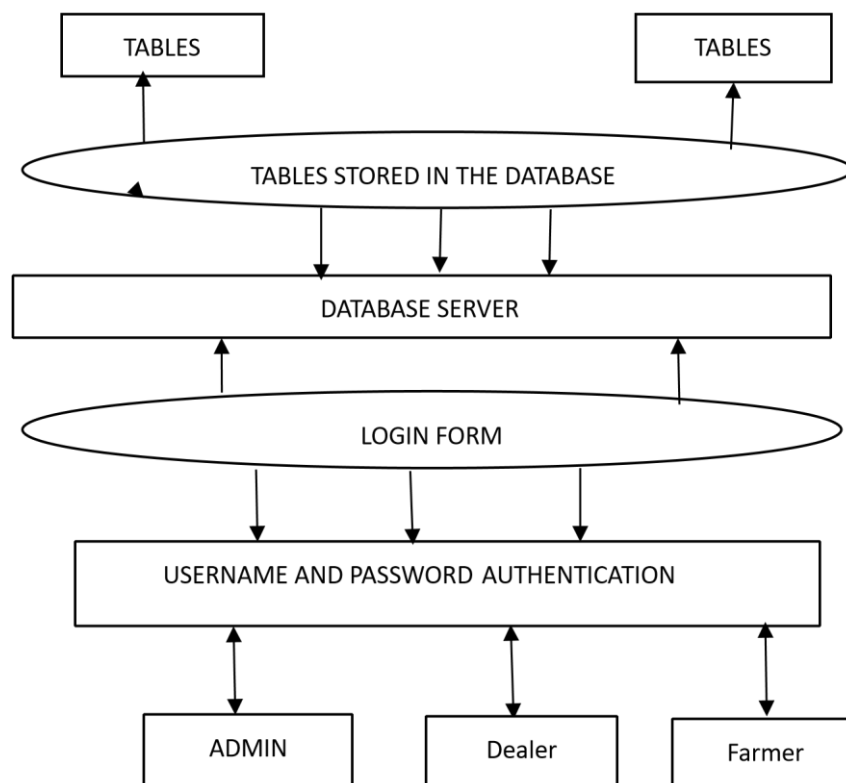 TABLES
TABLES
TABLES STORED IN THE DATABASE
DATABASE SERVER
LOGIN FORM
USERNAME AND PASSWORD AUTHENTICATION
ADMIN
Dealer
Farmer